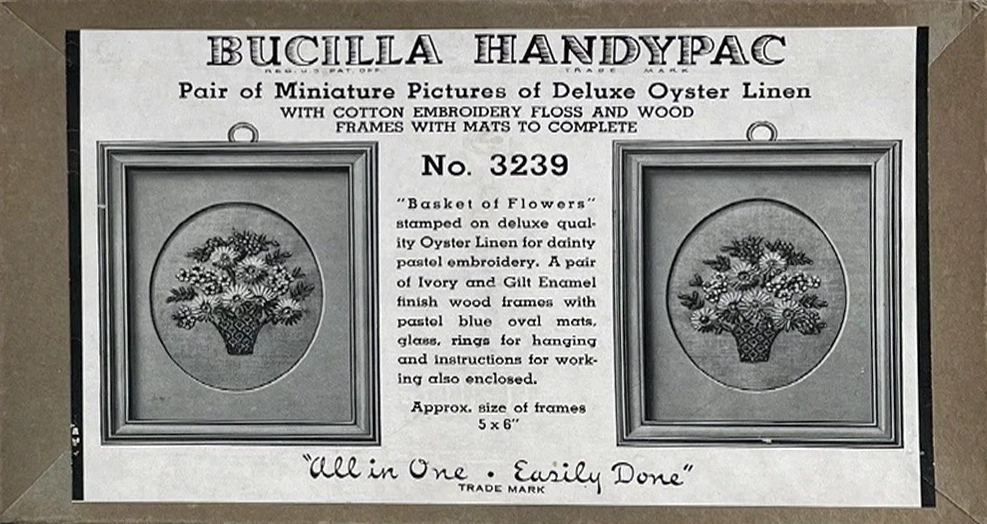 BUCILLA HANDYPAC
REG. U.S. PAT. OFF. TRADE MARK
Pair of Miniature Pictures of Deluxe Oyster Linen
WITH COTTON EMBROIDERY FLOSS AND WOOD
FRAMES WITH MATS TO COMPLETE
No. 3239
"Basket of Flowers"
stamped on deluxe qual-
ity Oyster Linen for dainty
pastel embroidery. A pair
of Ivory and Gilt Enamel
finish wood frames with
pastel blue oval mats,
glass, rings for hanging
and instructions for work-
ing also enclosed.
Approx. size of frames
5 x 6"
"All in One • Easily Done"
TRADE MARK